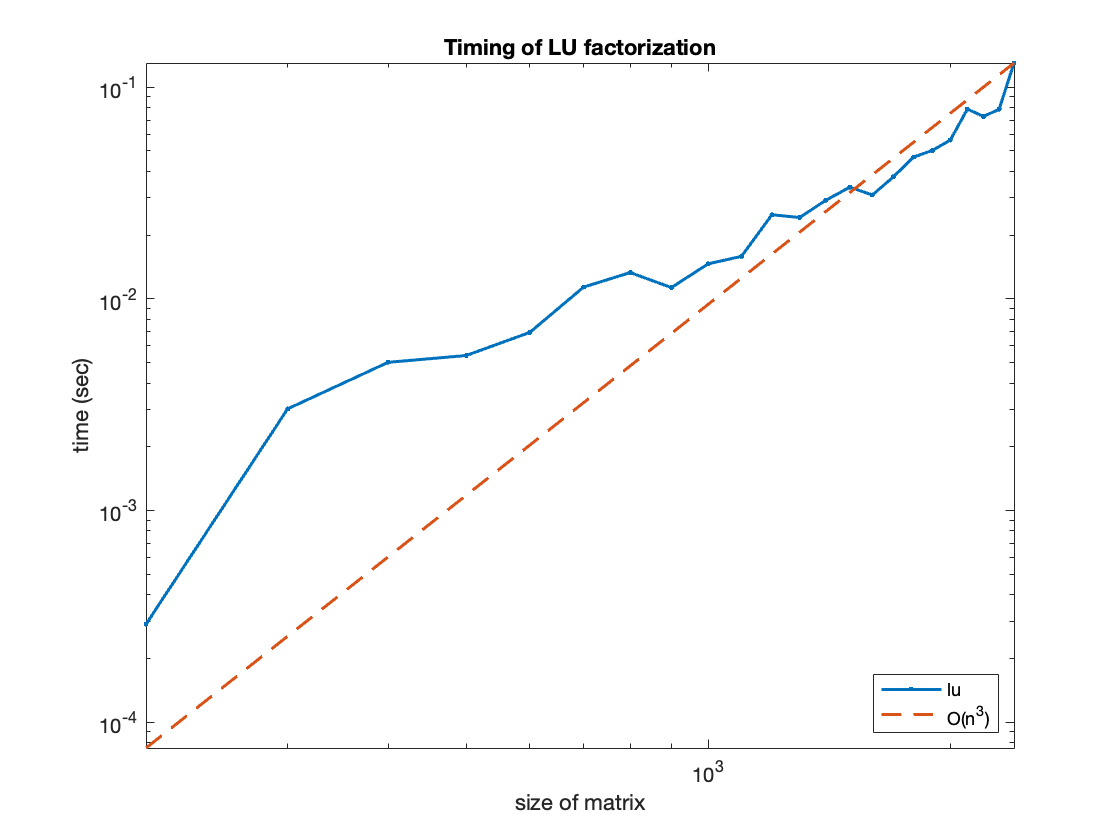 Timing of LU factorization
time (sec)
10^-1
10^-2
10^-3
10^-4
10^3
size of matrix
lu
O(n^3)